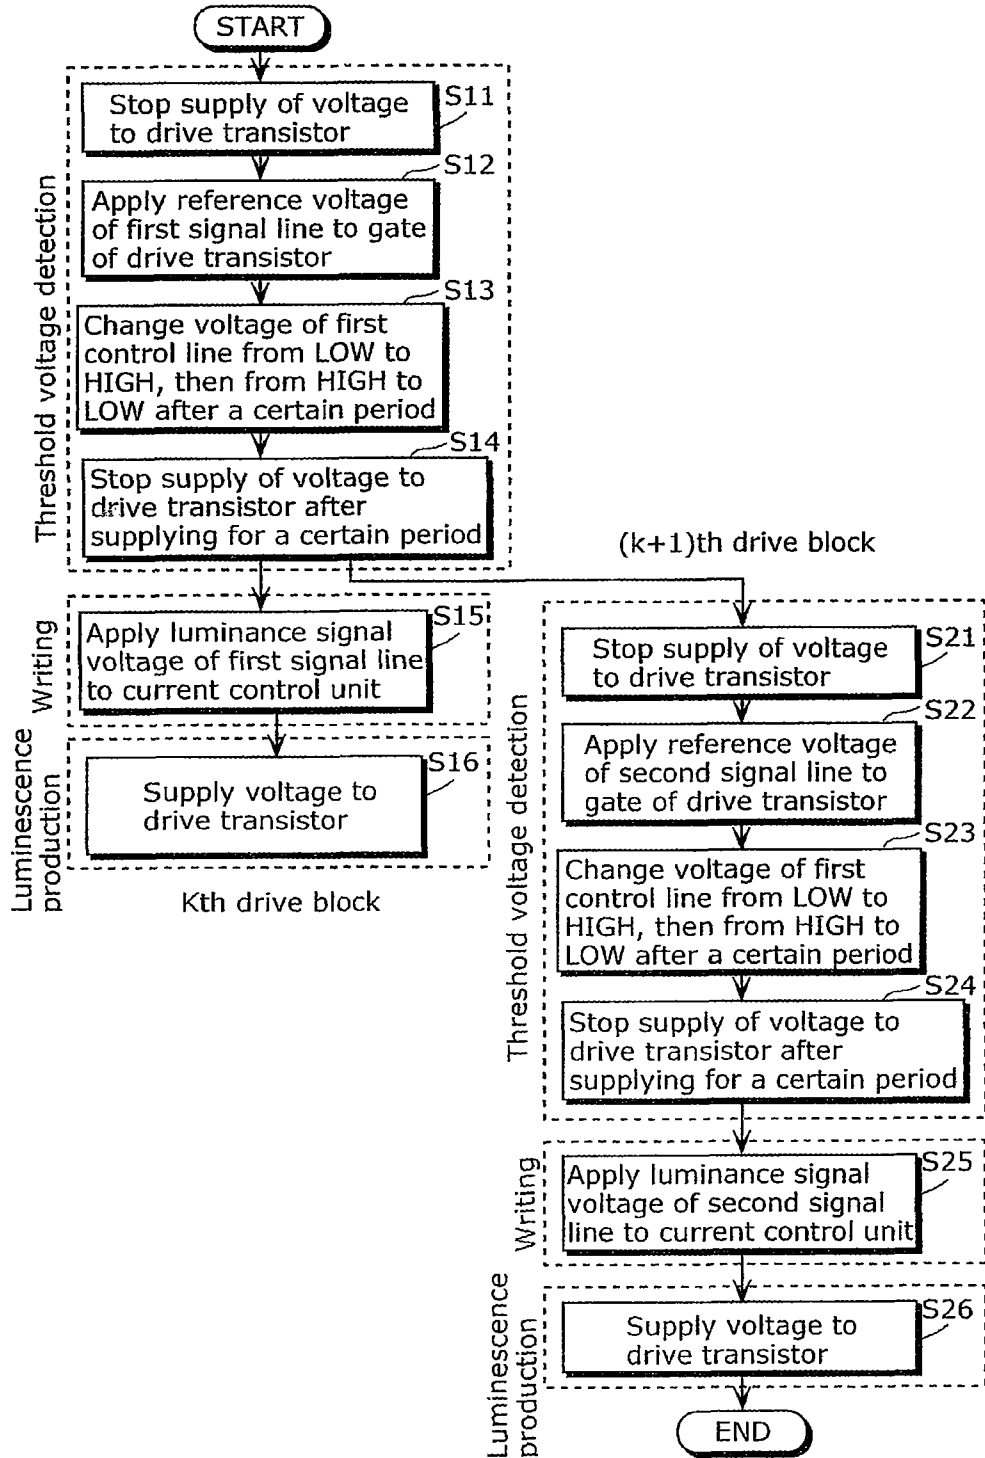 START
Threshold voltage detection
S11
Stop supply of voltage
to drive transistor
S12
Apply reference voltage
of first signal line to gate
of drive transistor
S13
Change voltage of first
control line from LOW to
HIGH, then from HIGH to
LOW after a certain period
S14
Stop supply of voltage to
drive transistor after
supplying for a certain period
Writing
S15
Apply luminance signal
voltage of first signal line
to current control unit
Luminescence
production
S16
Supply voltage to
drive transistor
Kth drive block
(k+1)th drive block
Threshold voltage detection
S21
Stop supply of voltage
to drive transistor
S22
Apply reference voltage
of second signal line to
gate of drive transistor
S23
Change voltage of first
control line from LOW to
HIGH, then from HIGH to
LOW after a certain period
S24
Stop supply of voltage to
drive transistor after
supplying for a certain period
Writing
S25
Apply luminance signal
voltage of second signal
line to current control unit
Luminescence
production
S26
Supply voltage to
drive transistor
END